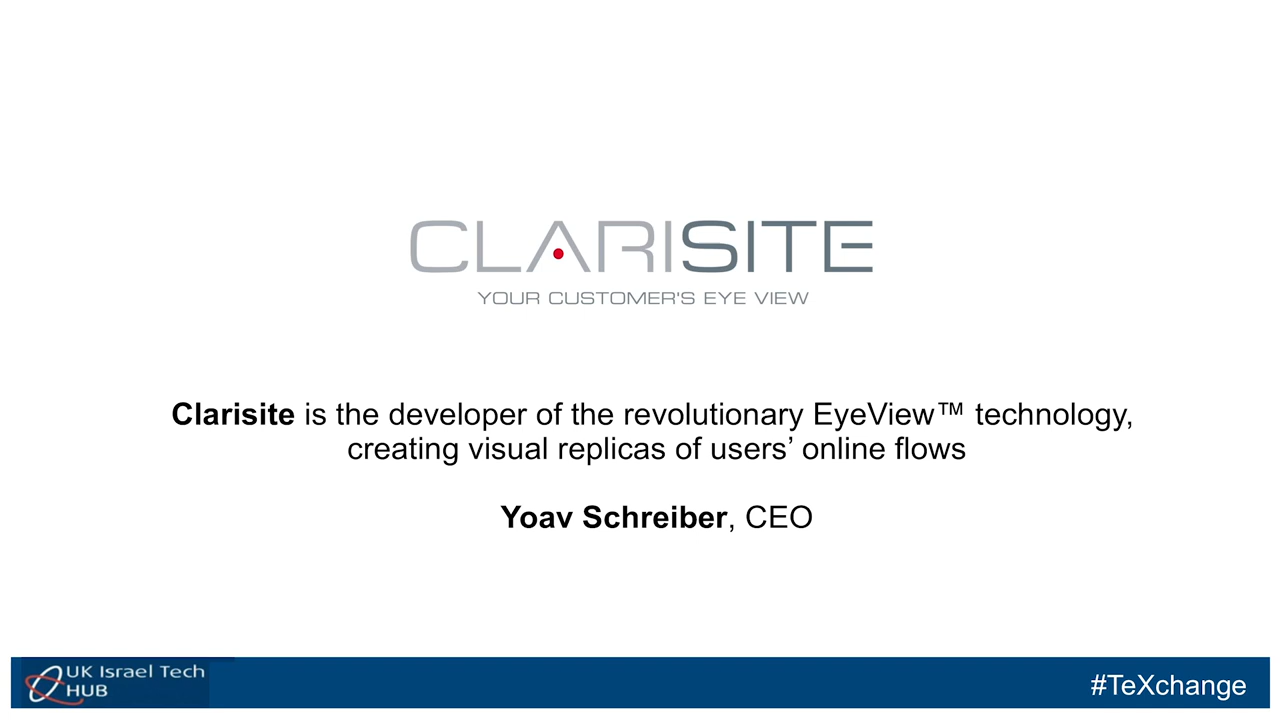 CLARISITE
YOUR CUSTOMER'S EYE VIEW
Clarisite is the developer of the revolutionary EyeView™ technology,
creating visual replicas of users’ online flows
Yoav Schreiber, CEO
UK Israel Tech
HUB
#TeXchange